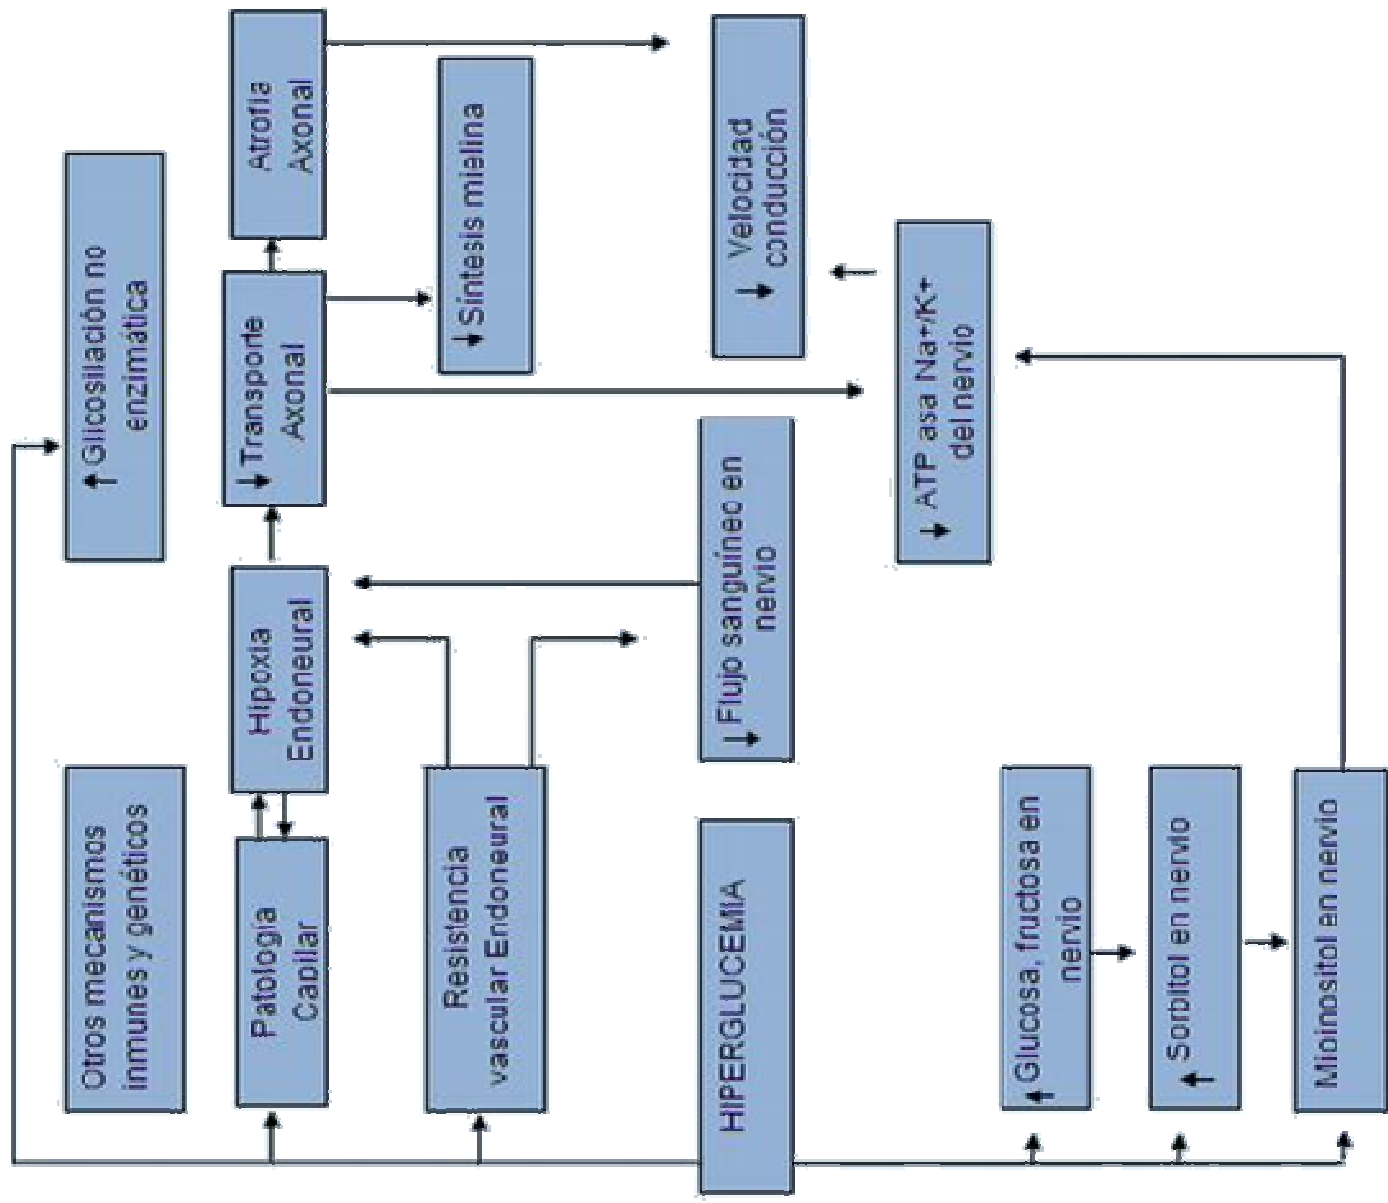 Otros mecanismos
inmunes y genéticos
↑ Glicosilación no
enzimática
Patología
Capilar
Hipoxia
Endoneural
↓ Transporte
Axonal
Atrofia
Axonal
Resistencia
vascular Endoneural
↓ Síntesis mielina
HIPERGLUCEMIA
↓ Flujo sanguíneo en
nervio
↓ Velocidad
conducción
↓ ATP asa Na+/K+
del nervio
↑ Glucosa, fructosa en
nervio
↑ Sorbitol en nervio
Mioinositol en nervio